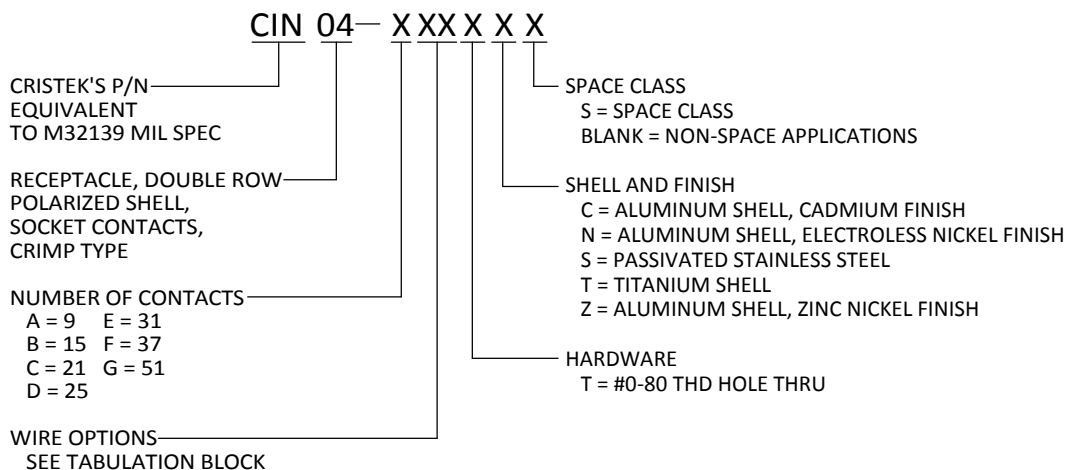 CIN 04— X XX X X X
CRISTEK'S P/N
EQUIVALENT
TO M32139 MIL SPEC
RECEPTACLE, DOUBLE ROW
POLARIZED SHELL,
SOCKET CONTACTS,
CRIMP TYPE
NUMBER OF CONTACTS
A = 9 E = 31
B = 15 F = 37
C = 21 G = 51
D = 25
WIRE OPTIONS
SEE TABULATION BLOCK
SPACE CLASS
S = SPACE CLASS
BLANK = NON-SPACE APPLICATIONS
SHELL AND FINISH
C = ALUMINUM SHELL, CADMIUM FINISH
N = ALUMINUM SHELL, ELECTROLESS NICKEL FINISH
S = PASSIVATED STAINLESS STEEL
T = TITANIUM SHELL
Z = ALUMINUM SHELL, ZINC NICKEL FINISH
HARDWARE
T = #0-80 THD HOLE THRU